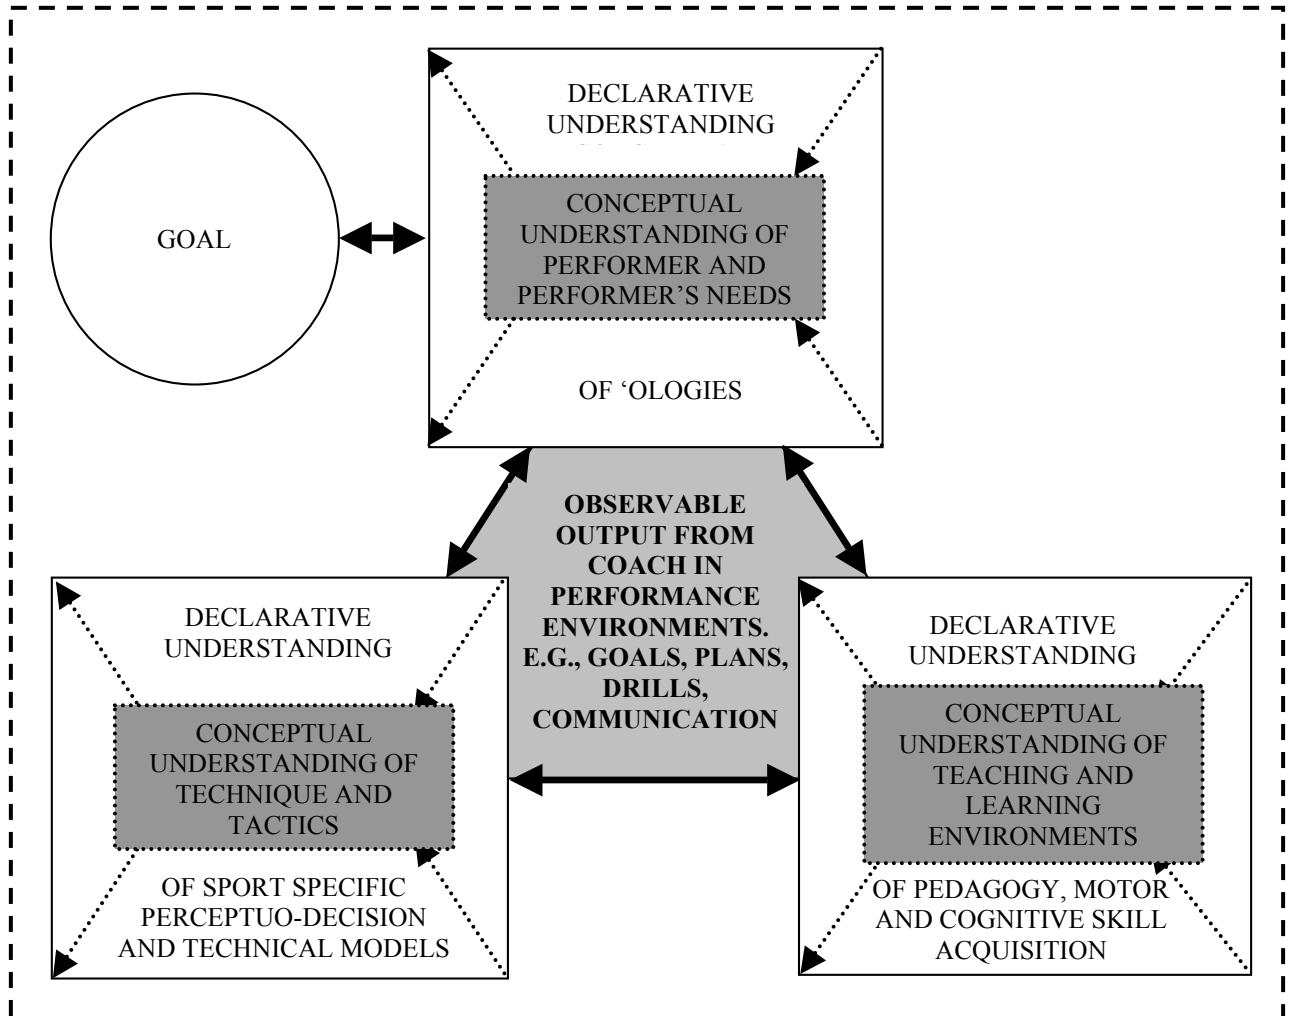 GOAL
DECLARATIVE
UNDERSTANDING
CONCEPTUAL
UNDERSTANDING OF
PERFORMER AND
PERFORMER’S NEEDS
OF ‘OLOGIES
OBSERVABLE
OUTPUT FROM
COACH IN
PERFORMANCE
ENVIRONMENTS.
E.G., GOALS, PLANS,
DRILLS,
COMMUNICATION
DECLARATIVE
UNDERSTANDING
CONCEPTUAL
UNDERSTANDING OF
TECHNIQUE AND
TACTICS
OF SPORT SPECIFIC
PERCEPTUO-DECISION
AND TECHNICAL MODELS
DECLARATIVE
UNDERSTANDING
CONCEPTUAL
UNDERSTANDING OF
TEACHING AND
LEARNING
ENVIRONMENTS
OF PEDAGOGY, MOTOR
AND COGNITIVE SKILL
ACQUISITION